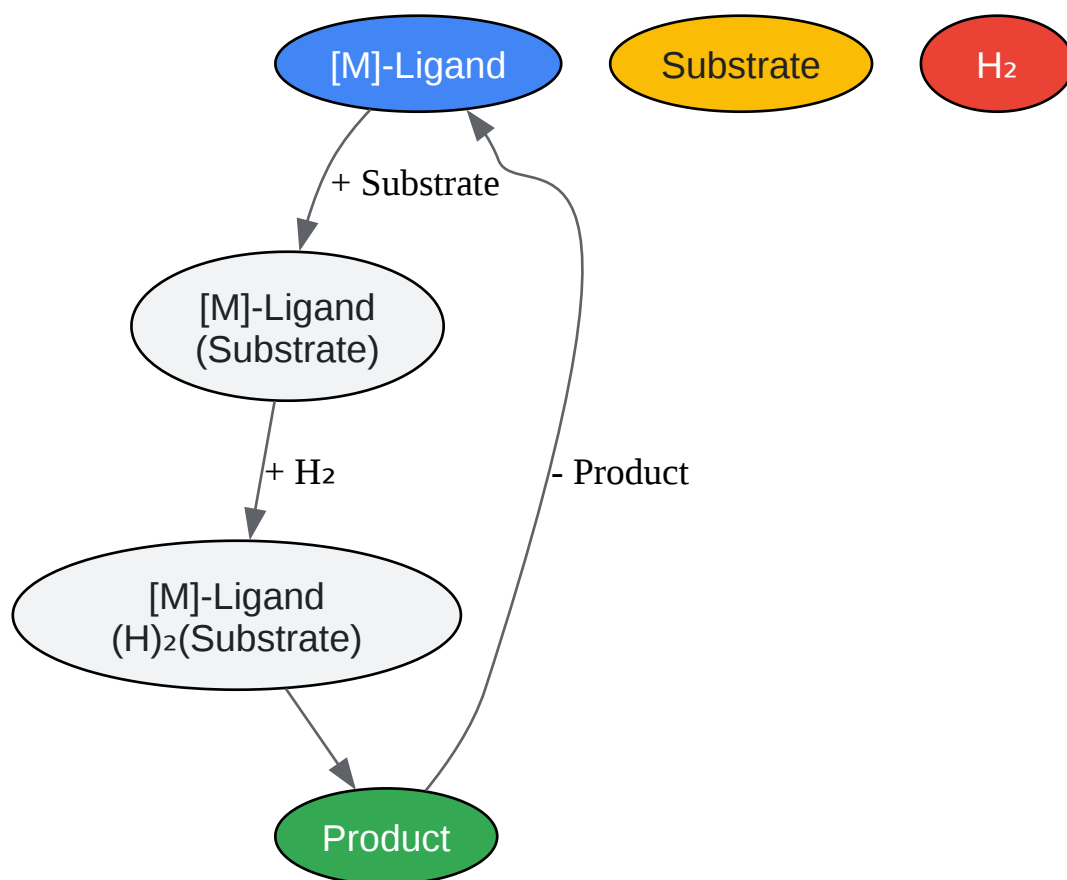 [M]-Ligand
Substrate
H₂
+ Substrate
[M]-Ligand
(Substrate)
+ H₂
- Product
[M]-Ligand
(H)₂(Substrate)
Product